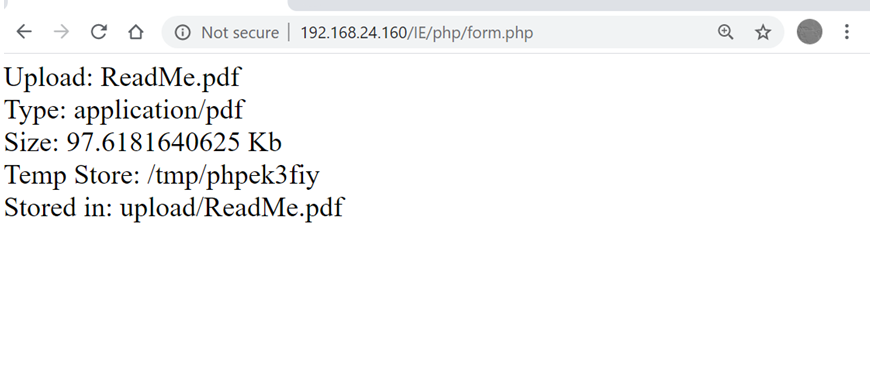 Not secure | 192.168.24.160/IE/php/form.php
Upload: ReadMe.pdf
Type: application/pdf
Size: 97.6181640625 Kb
Temp Store: /tmp/phpek3fiy
Stored in: upload/ReadMe.pdf